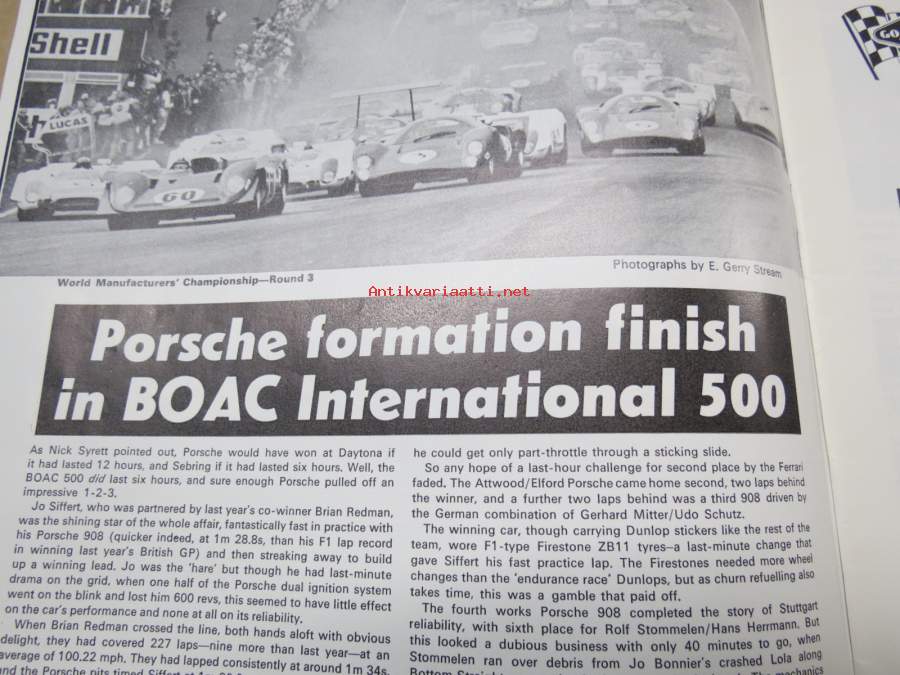 Shell
LUCAS
60
GO
World Manufacturers' Championship—Round 3
Photographs by E. Gerry Stream
Antikvariaatti.net
Porsche formation finish
in BOAC International 500
As Nick Syrett pointed out, Porsche would have won at Daytona if
it had lasted 12 hours, and Sebring if it had lasted six hours. Well, the
BOAC 500 did last six hours, and sure enough Porsche pulled off an
impressive 1-2-3.
Jo Siffert, who was partnered by last year's co-winner Brian Redman,
was the shining star of the whole affair, fantastically fast in practice with
his Porsche 908 (quicker indeed, at 1m 28.8s, than his F1 lap record
in winning last year's British GP) and then streaking away to build
up a winning lead. Jo was the 'hare' but though he had last-minute
drama on the grid, when one half of the Porsche dual ignition system
went on the blink and lost him 600 revs, this seemed to have little effect
on the car's performance and none at all on its reliability.
When Brian Redman crossed the line, both hands aloft with obvious
delight, they had covered 227 laps—nine more than last year—at an
average of 100.22 mph. They had lapped consistently at around 1m 34s.
and the Porsche pits timed Siffert at 1m
he could get only part-throttle through a sticking slide.
So any hope of a last-hour challenge for second place by the Ferrari
faded. The Attwood/Elford Porsche came home second, two laps behind
the winner, and a further two laps behind was a third 908 driven by
the German combination of Gerhard Mitter/Udo Schutz.
The winning car, though carrying Dunlop stickers like the rest of the
team, wore F1-type Firestone ZB11 tyres—a last-minute change that
gave Siffert his fast practice lap. The Firestones needed more wheel
changes than the 'endurance race' Dunlops, but as churn refuelling also
takes time, this was a gamble that paid off.
The fourth works Porsche 908 completed the story of Stuttgart
reliability, with sixth place for Rolf Stommelen/Hans Herrmann. But
this looked a dubious business with only 40 minutes to go, when
Stommelen ran over debris from Jo Bonnier's crashed Lola along
Bottom Straight
The mechanics